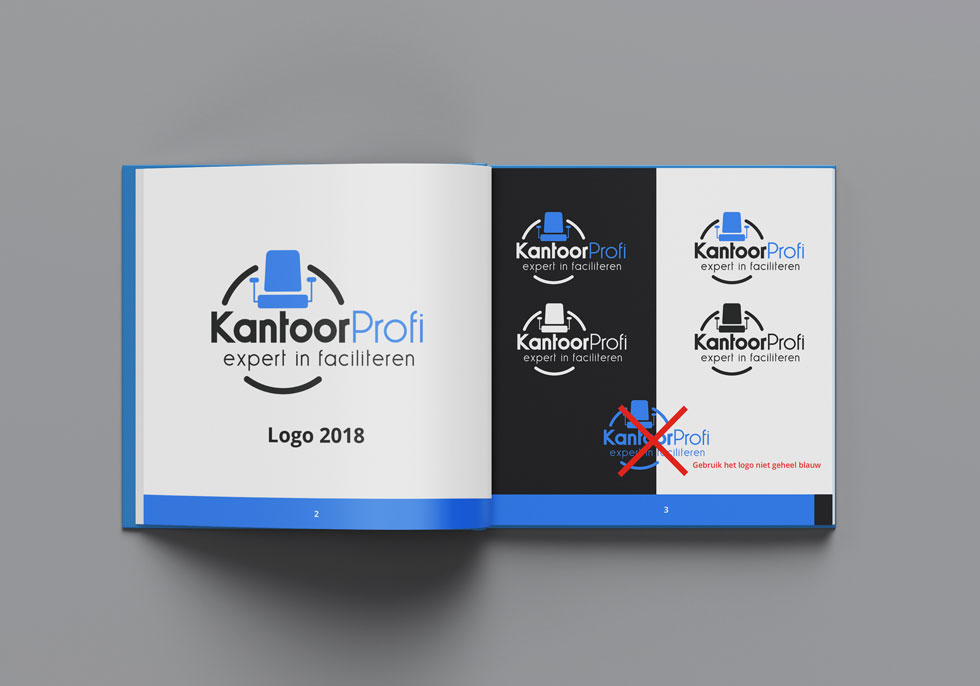 KantoorProfi
expert in faciliteren
Logo 2018
2
KantoorProfi
expert in faciliteren
KantoorProfi
expert in faciliteren
KantoorProfi
expert in faciliteren
KantoorProfi
expert in faciliteren
KantoorProfi
expert in faciliteren
Gebruik het logo niet geheel blauw
3